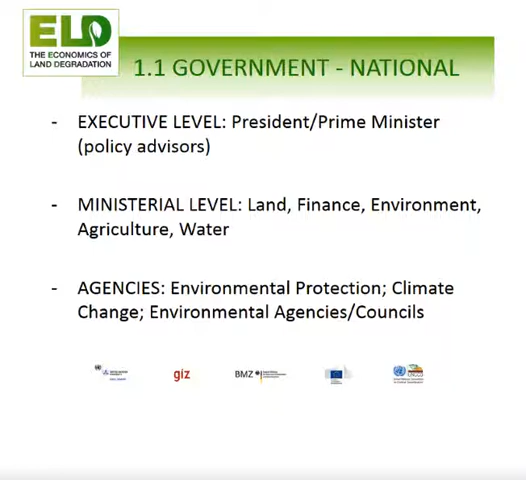 ELD
THE ECONOMICS OF
LAND DEGRADATION
1.1 GOVERNMENT - NATIONAL
- EXECUTIVE LEVEL: President/Prime Minister
(policy advisors)
- MINISTERIAL LEVEL: Land, Finance, Environment,
Agriculture, Water
- AGENCIES: Environmental Protection; Climate
Change; Environmental Agencies/Councils
giz
BMZ